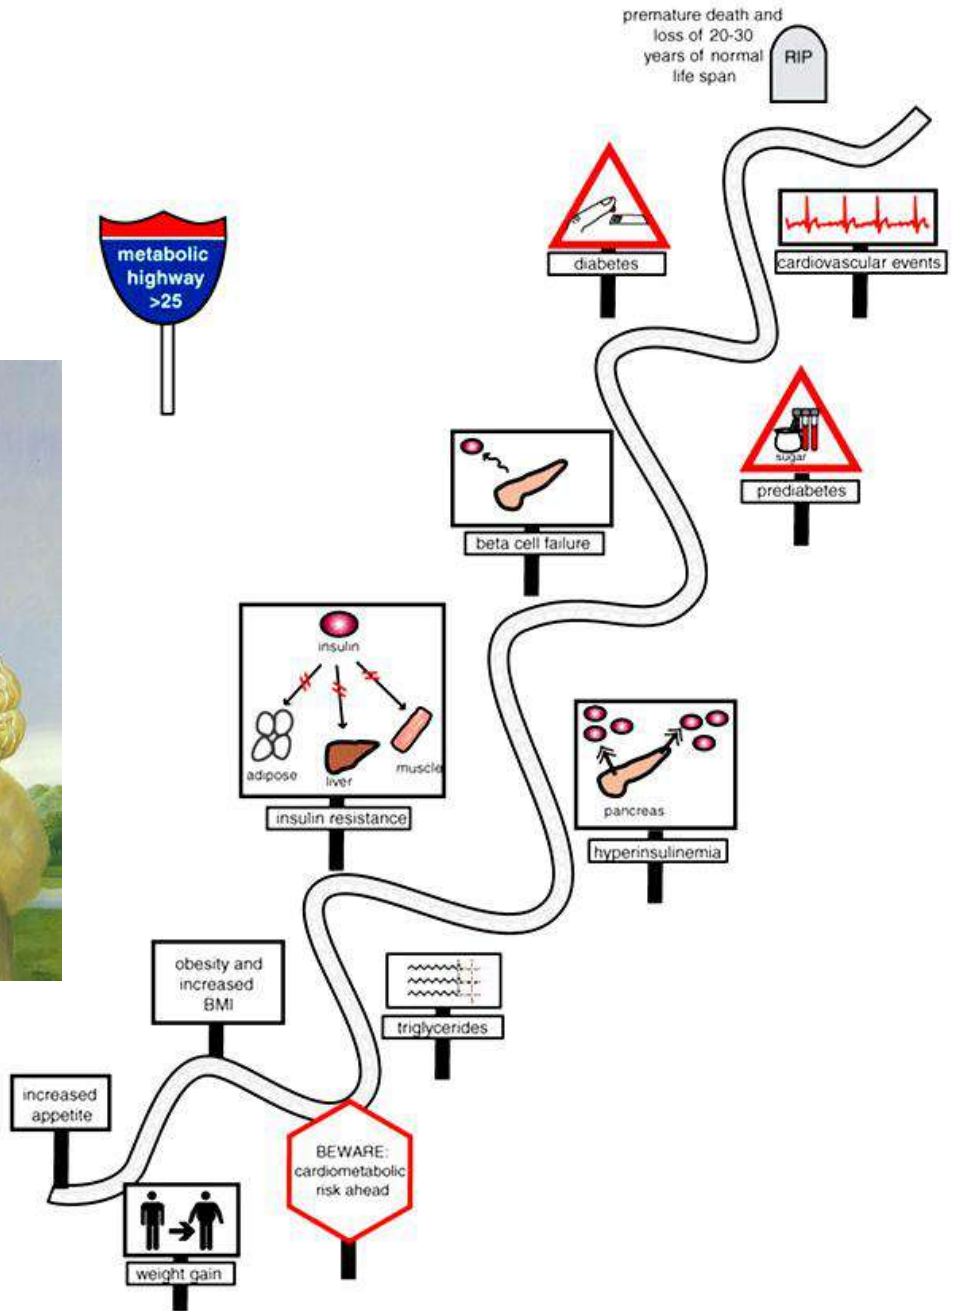 premature death and
loss of 20-30
years of normal
life span
RIP
metabolic
highway
>25
diabetes
cardiovascular events
sugar
prediabetes
beta cell failure
insulin
adipose
liver
muscle
insulin resistance
pancreas
hyperinsulinemia
obesity and
increased
BMI
triglycerides
increased
appetite
BEWARE:
cardiometabolic
risk ahead
weight gain